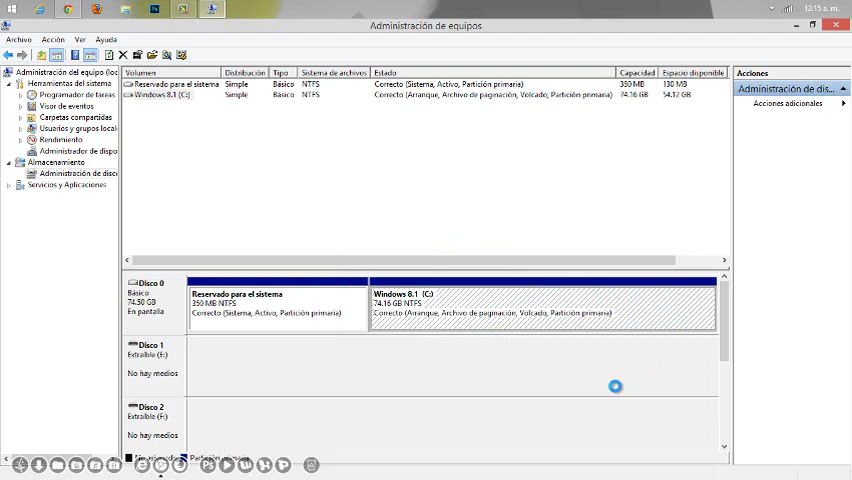 12:15 a. m.
Administración de equipos
Archivo Acción Ver Ayuda
Administración del equipo (loc
Herramientas del sistema
Programador de tareas
Visor de eventos
Carpetas compartidas
Usuarios y grupos local
Rendimiento
Administrador de dispo
Almacenamiento
Administración de disco
Servicios y Aplicaciones
Volumen Distribución Tipo Sistema de archivos Estado Capacidad Espacio disponible
Reservado para el sistema Simple Básico NTFS Correcto (Sistema, Activo, Partición primaria) 350 MB 130 MB
Windows 8.1 (C:) Simple Básico NTFS Correcto (Arranque, Archivo de paginación, Volcado, Partición primaria) 74.16 GB 54.12 GB
Acciones
Administración de dis...
Acciones adicionales
Disco 0
Básico
74.50 GB
En pantalla
Reservado para el sistema
350 MB NTFS
Correcto (Sistema, Activo, Partición primaria)
Windows 8.1 (C:)
74.16 GB NTFS
Correcto (Arranque, Archivo de paginación, Volcado, Partición primaria)
Disco 1
Extraíble (E:)
No hay medios
Disco 2
Extraíble (F:)
No hay medios
Partición primaria